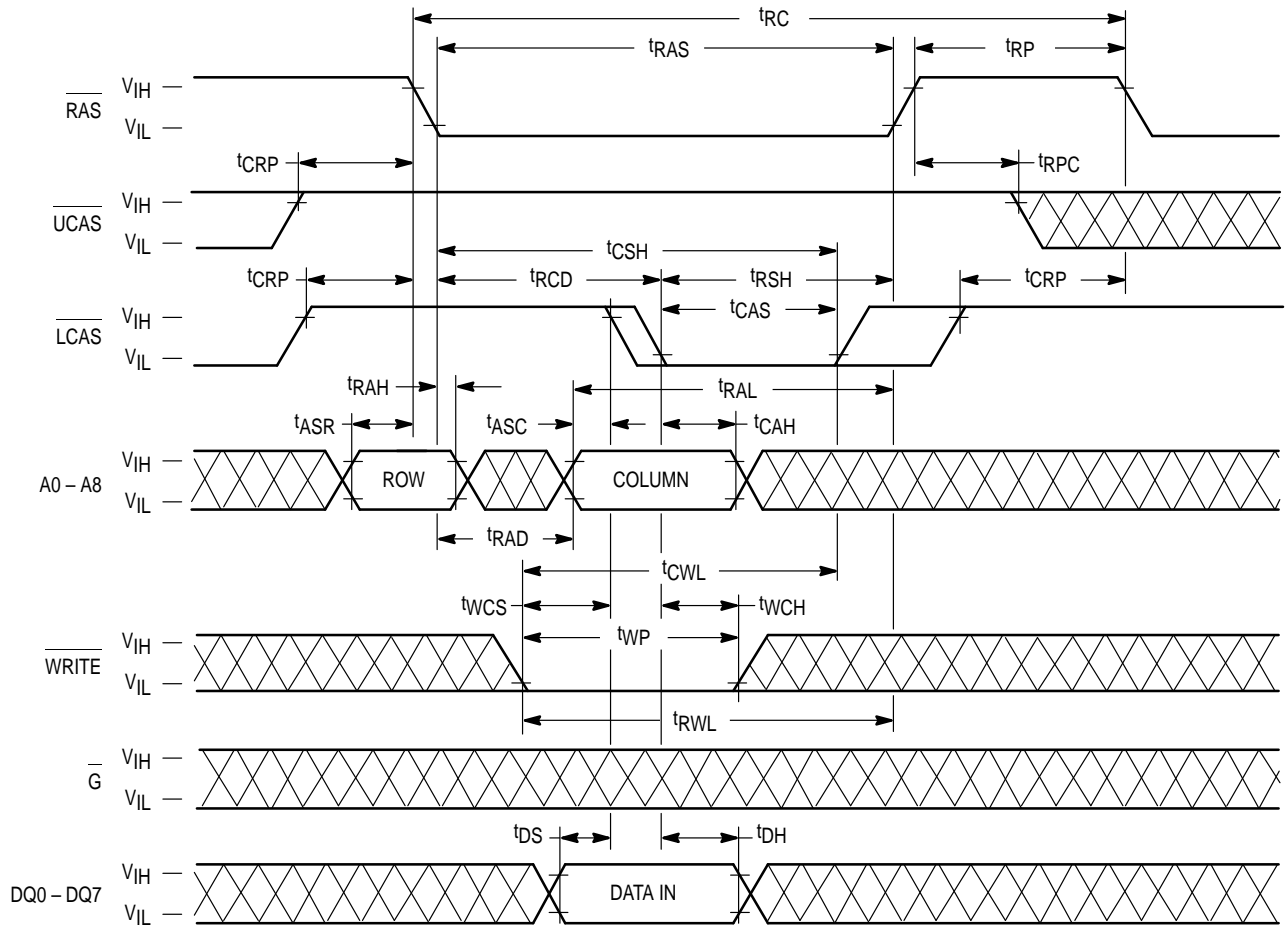 tRC
tRAS
tRP
RAS
VIH
VIL
tCRP
tRPC
UCAS
VIH
VIL
tCSH
tCRP
tRCD
tRSH
tCRP
LCAS
VIH
VIL
tCAS
tRAH
tRAL
tASR
tASC
tCAH
A0 – A8
VIH
VIL
ROW
COLUMN
tRAD
tCWL
tWCS
tWCH
tWP
WRITE
VIH
VIL
tRWL
G
VIH
VIL
tDS
tDH
DQ0 – DQ7
VIH
VIL
DATA IN